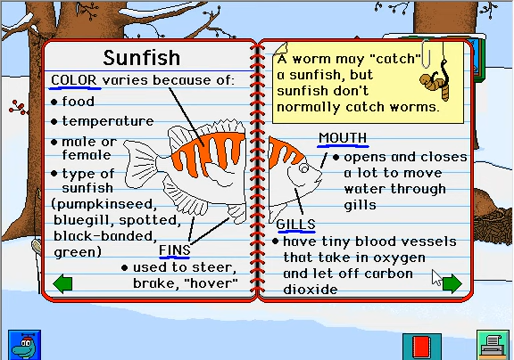 Sunfish
COLOR varies because of:
• food
• temperature
• male or
female
• type of
sunfish
(pumpkinseed,
bluegill, spotted,
black-banded,
green)
FINS
• used to steer,
brake, "hover"
A worm may "catch"
a sunfish, but
sunfish don't
normally catch worms.
MOUTH
• opens and closes
a lot to move
water through
gills
GILLS
• have tiny blood vessels
that take in oxygen
and let off carbon
dioxide